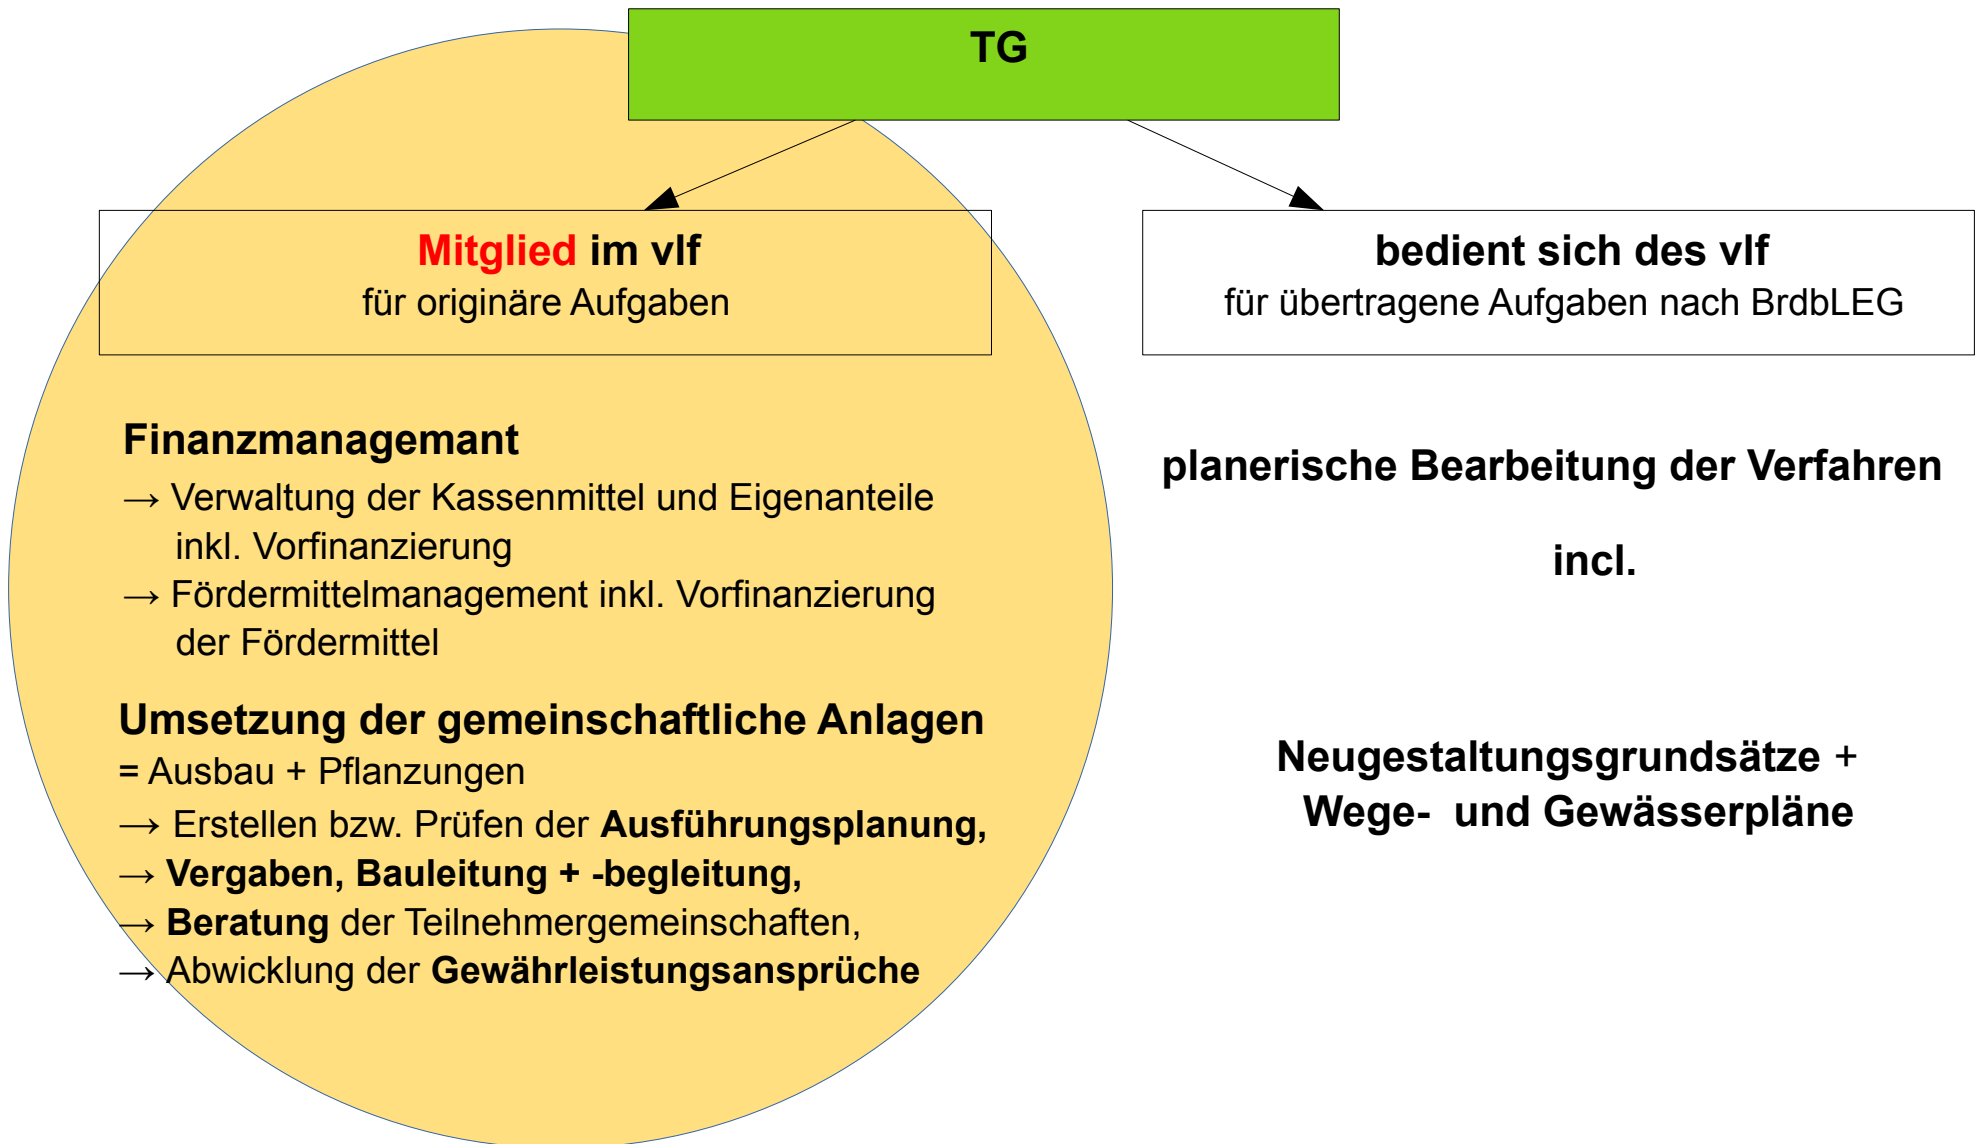 TG
Mitglied im vlf
für originäre Aufgaben
bedient sich des vlf
für übertragene Aufgaben nach BrdbLEG
Finanzmanagemant
→ Verwaltung der Kassenmittel und Eigenanteile
inkl. Vorfinanzierung
→ Fördermittelmanagement inkl. Vorfinanzierung
der Fördermittel
Umsetzung der gemeinschaftliche Anlagen
= Ausbau + Pflanzungen
→ Erstellen bzw. Prüfen der Ausführungsplanung,
→ Vergaben, Bauleitung + -begleitung,
→ Beratung der Teilnehmergemeinschaften,
→ Abwicklung der Gewährleistungsansprüche
planerische Bearbeitung der Verfahren
incl.
Neugestaltungsgrundsätze +
Wege- und Gewässerpläne